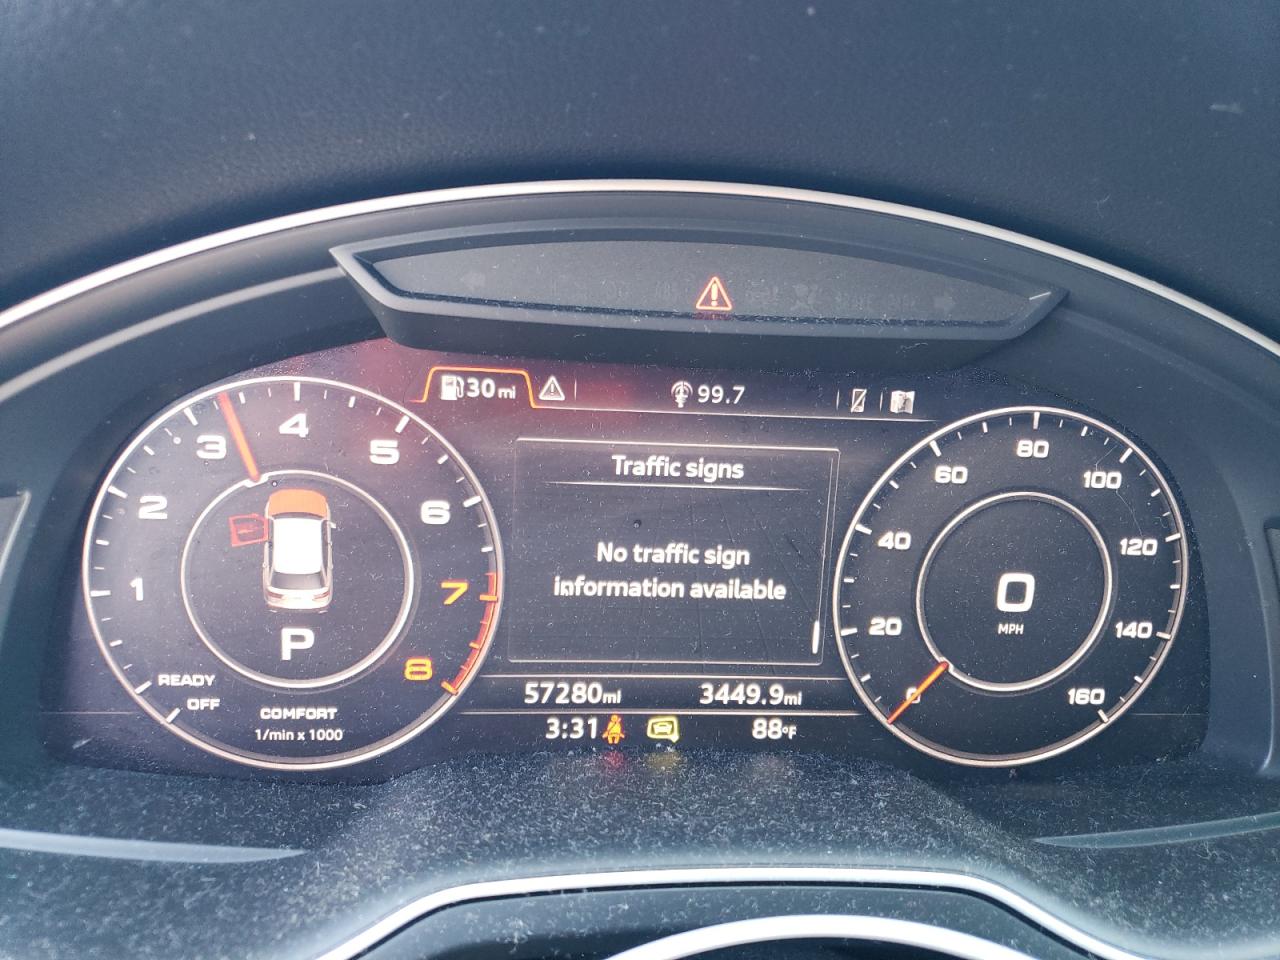 30 mi
99.7
Traffic signs
No traffic sign
information available
57280mi 3449.9mi
3:31 88°F
1
2
3
4
5
6
7
8
P
READY
OFF
COMFORT
1/min x 1000
0
20
40
60
80
100
120
140
160
0
MPH